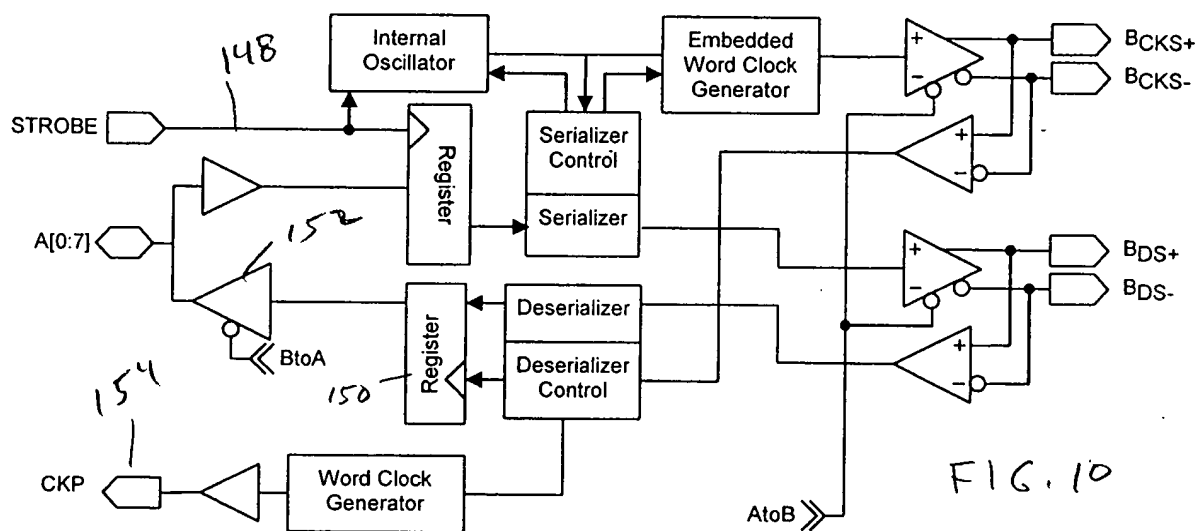 Internal
Oscillator
Embedded
Word Clock
Generator
+
−
BCKS+
BCKS-
148
STROBE
Register
Serializer
Control
Serializer
+
−
A[0:7]
152
+
−
BDS+
BDS-
BtoA
Register
150
Deserializer
Deserializer
Control
+
−
154
CKP
Word Clock
Generator
AtoB
FIG. 10